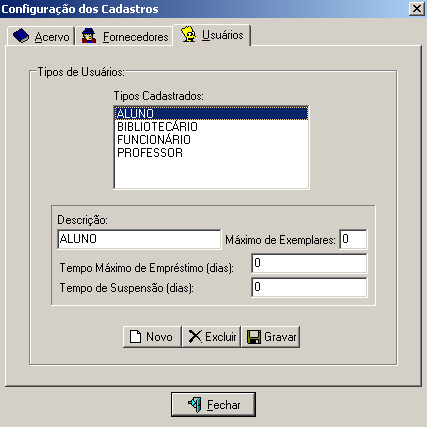 Configuração dos Cadastros
Acervo Fornecedores Usuários
Tipos de Usuários:
Tipos Cadastrados:
ALUNO
BIBLIOTECÁRIO
FUNCIONÁRIO
PROFESSOR
Descrição:
ALUNO Máximo de Exemplares: 0
Tempo Máximo de Empréstimo (dias): 0
Tempo de Suspensão (dias): 0
Novo Excluir Gravar
Fechar